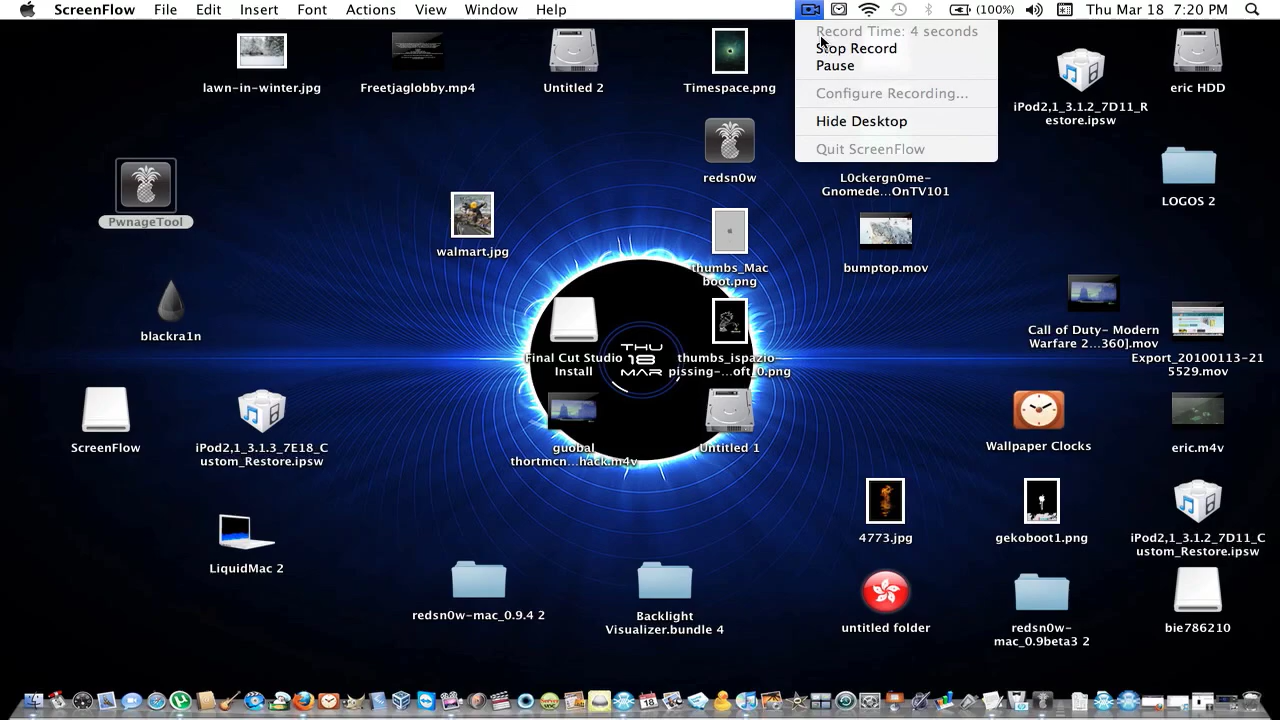 ScreenFlow File Edit Insert Font Actions View Window Help (100%) Thu Mar 18 7:20 PM
Record Time: 4 seconds
Stop Record
Pause
Configure Recording...
Hide Desktop
Quit ScreenFlow
lawn-in-winter.jpg
Freetjaglobby.mp4
Untitled 2
Timespace.png
iPod2,1_3.1.2_7D11_R
estore.ipsw
eric HDD
PwnageTool
redsn0w
L0ckergn0me-
Gnomede...OnTV101
LOGOS 2
walmart.jpg
thumbs_Mac
boot.png
bumptop.mov
blackra1n
Final Cut Studio
Install
THU
18
MAR
thumbs_ispazio-
pissing-...oft_0.png
Call of Duty- Modern
Warfare 2...360].mov
Export_20100113-21
5529.mov
ScreenFlow
iPod2,1_3.1.3_7E18_C
ustom_Restore.ipsw
guobal
thortmcn...hack.m4v
Untitled 1
Wallpaper Clocks
eric.m4v
LiquidMac 2
4773.jpg
gekoboot1.png
iPod2,1_3.1.2_7D11_C
ustom_Restore.ipsw
redsn0w-mac_0.9.4 2
Backlight
Visualizer.bundle 4
untitled folder
redsn0w-
mac_0.9beta3 2
bie786210
18